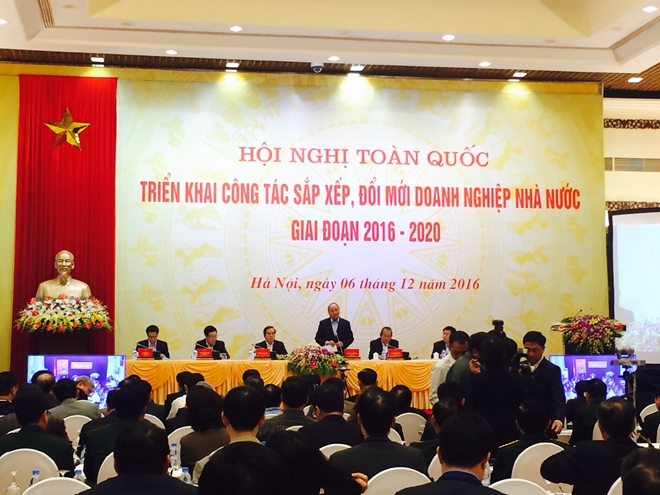 HỘI NGHỊ TOÀN QUỐC
TRIỂN KHAI CÔNG TÁC SẮP XẾP, ĐỔI MỚI DOANH NGHIỆP NHÀ NƯỚC
GIAI ĐOẠN 2016 - 2020
Hà Nội, ngày 06 tháng 12 năm 2016